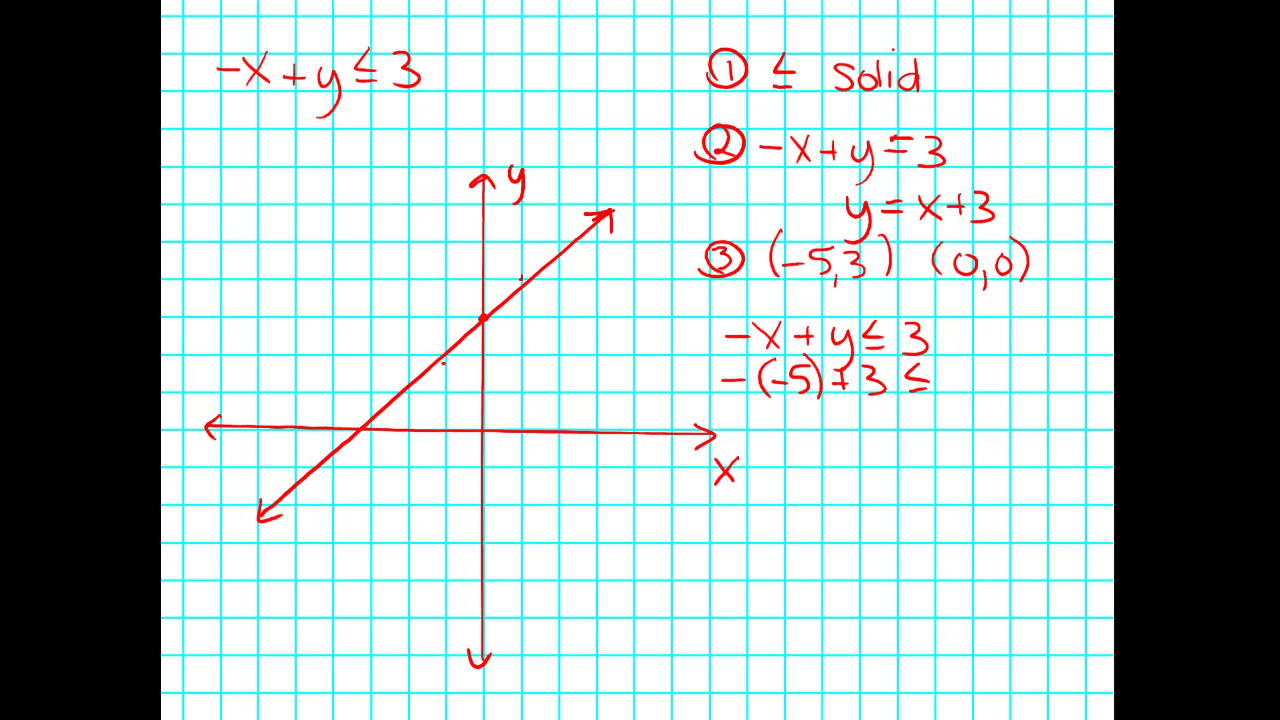 -x + y ≤ 3
① ≤ Solid
② -x + y = 3
y = x + 3
③ (-5,3) (0,0)
-x + y ≤ 3
-(-5) + 3 ≤
y
x